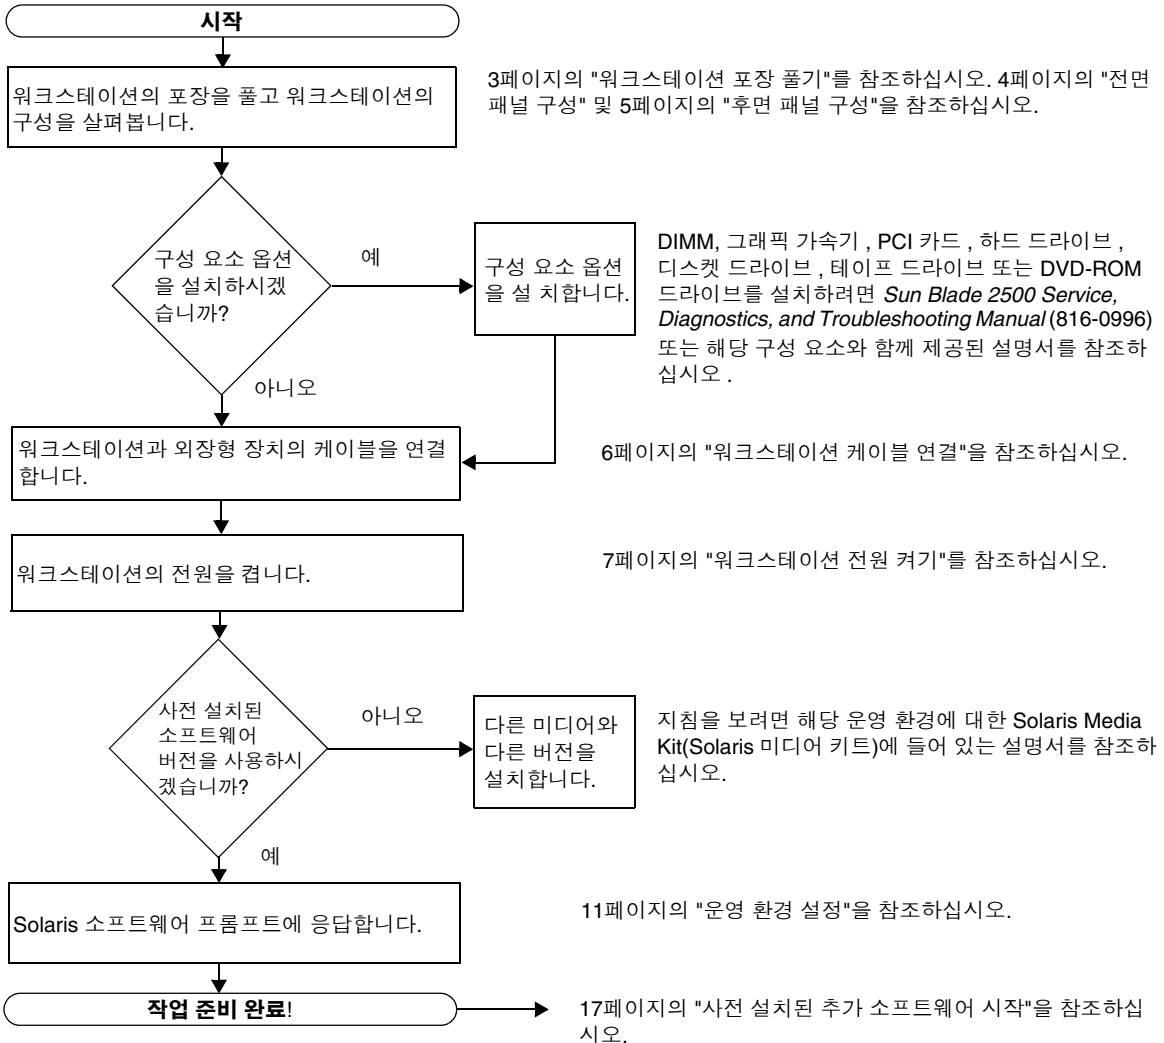 시작
워크스테이션의 포장을 풀고 워크스테이션의
구성을 살펴봅니다.
3페이지의 "워크스테이션 포장 풀기"를 참조하십시오. 4페이지의 "전면
패널 구성" 및 5페이지의 "후면 패널 구성"을 참조하십시오.
구성 요소 옵션
을 설치하시겠
습니까?
예
구성 요소 옵션
을 설 치합니다.
DIMM, 그래픽 가속기 , PCI 카드 , 하드 드라이브 ,
디스켓 드라이브 , 테이프 드라이브 또는 DVD-ROM
드라이브를 설치하려면 Sun Blade 2500 Service,
Diagnostics, and Troubleshooting Manual (816-0996)
또는 해당 구성 요소와 함께 제공된 설명서를 참조하
십시오 .
아니오
워크스테이션과 외장형 장치의 케이블을 연결
합니다.
6페이지의 "워크스테이션 케이블 연결"을 참조하십시오.
워크스테이션의 전원을 켭니다.
7페이지의 "워크스테이션 전원 켜기"를 참조하십시오.
사전 설치된
소프트웨어
버전을 사용하시
겠습니까?
아니오
다른 미디어와
다른 버전을
설치합니다.
지침을 보려면 해당 운영 환경에 대한 Solaris Media
Kit(Solaris 미디어 키트)에 들어 있는 설명서를 참조하
십시오.
예
Solaris 소프트웨어 프롬프트에 응답합니다.
11페이지의 "운영 환경 설정"을 참조하십시오.
작업 준비 완료!
17페이지의 "사전 설치된 추가 소프트웨어 시작"을 참조하십
시오.